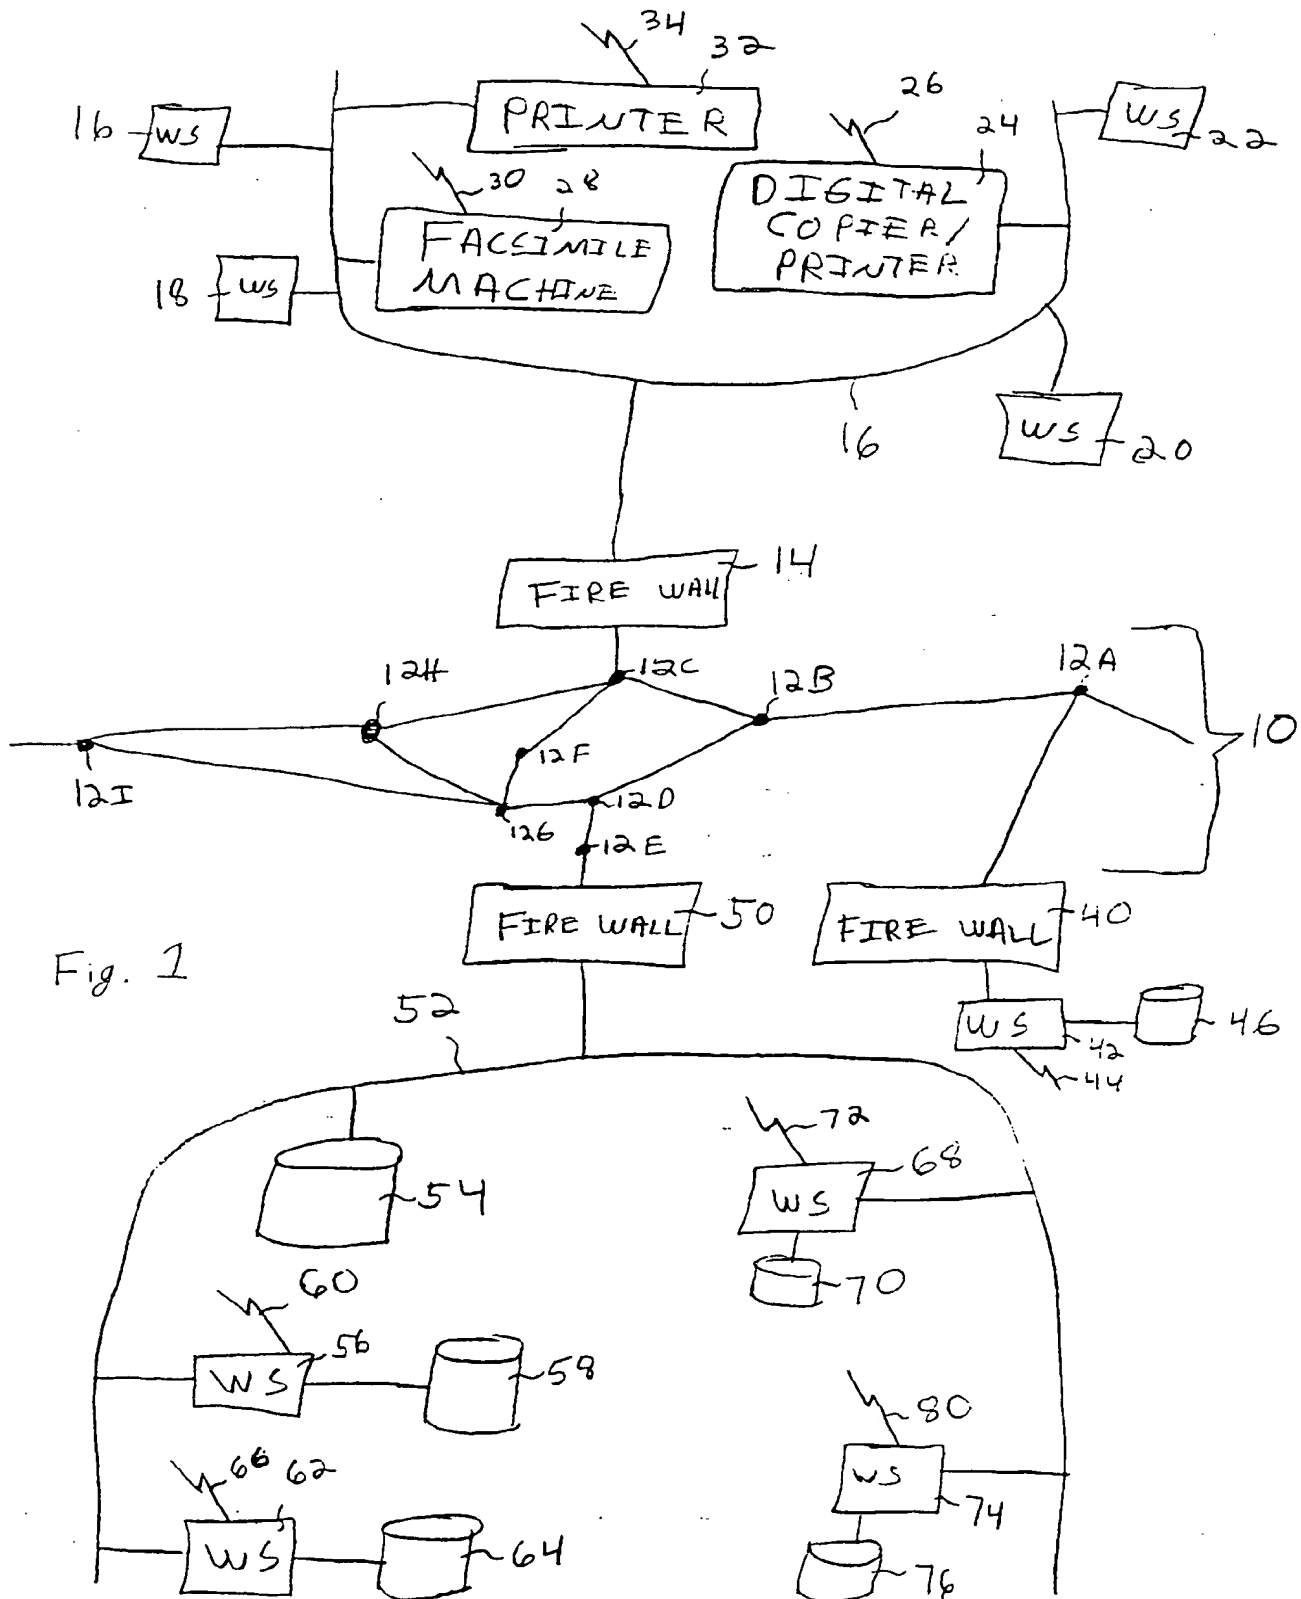 34
32
PRINTER
26
24
16
WS
WS
22
30
28
FACSIMILE
MACHINE
DIGITAL
COPIER/
PRINTER
18
WS
16
WS
20
FIRE WALL
14
12H
12C
12B
12A
10
12F
12I
12D
12G
12E
FIRE WALL
50
FIRE WALL
40
Fig. 1
52
WS
42
46
44
72
68
WS
54
70
60
56
WS
58
80
66
62
WS
74
WS
64
76